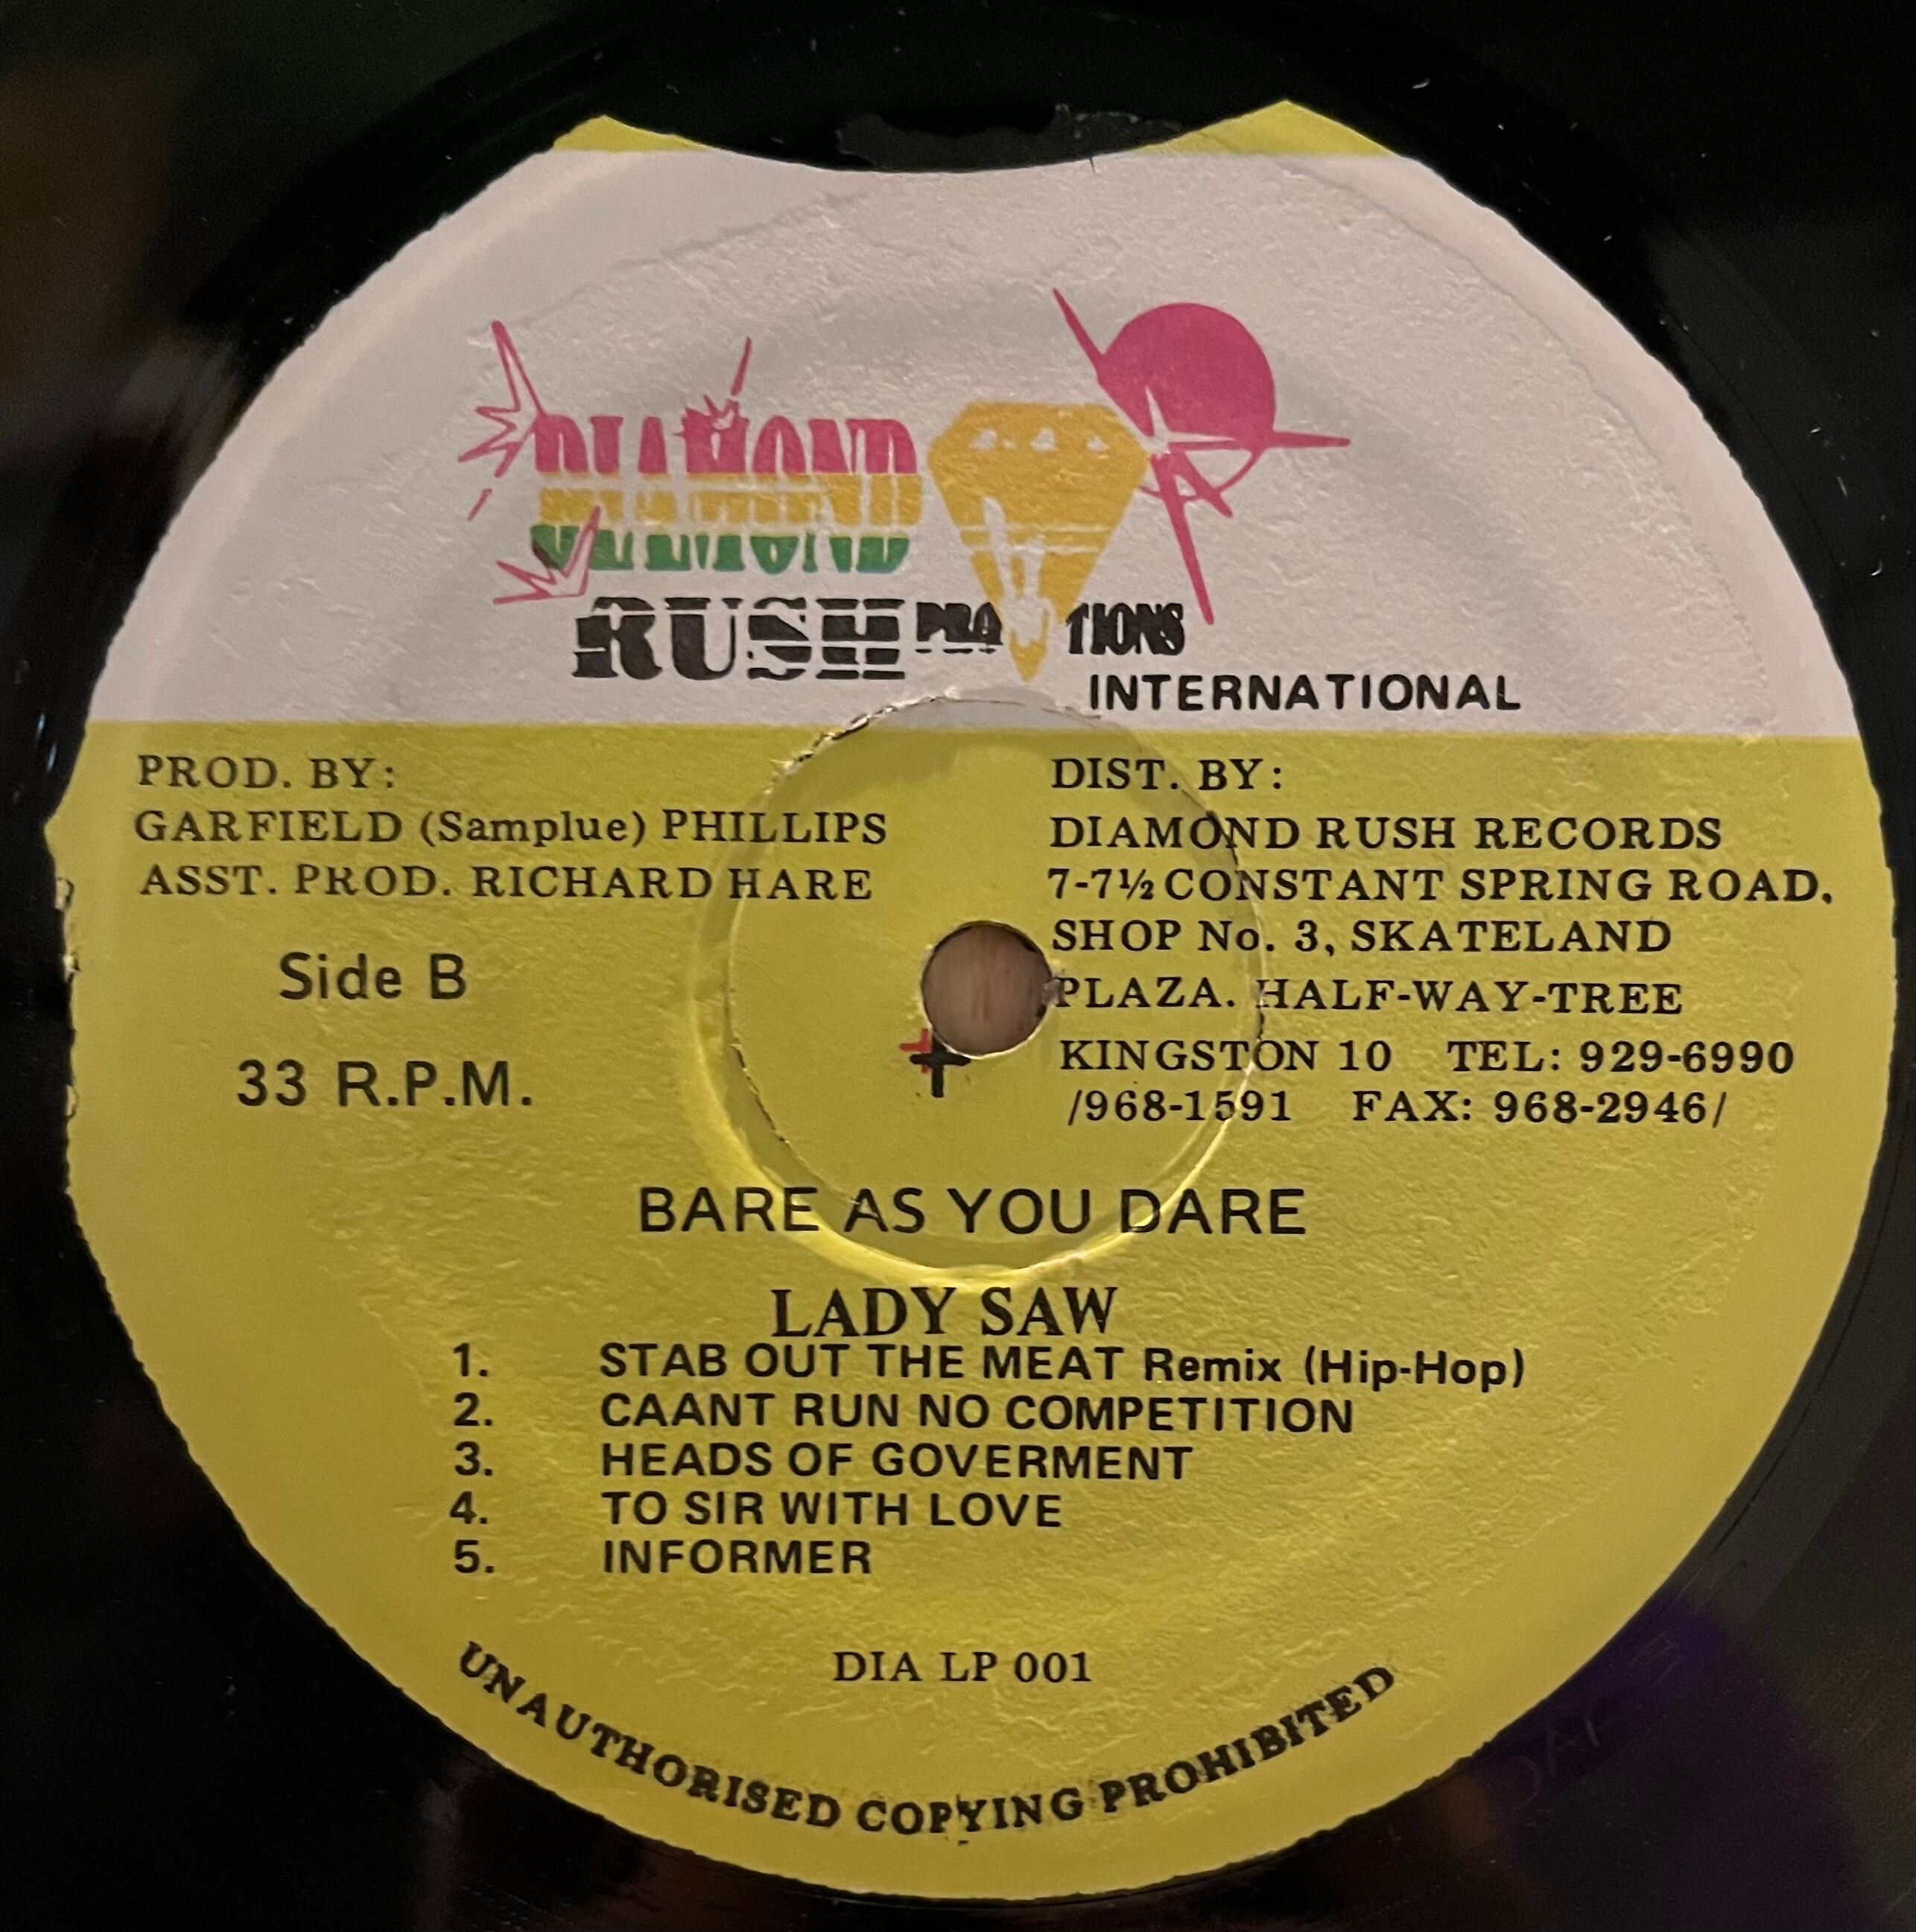 DIAMOND
RUSH PRO TIONS
INTERNATIONAL
PROD. BY:
GARFIELD (Samplue) PHILLIPS
ASST. PROD. RICHARD HARE
Side B
33 R.P.M.
DIST. BY:
DIAMOND RUSH RECORDS
7-7½ CONSTANT SPRING ROAD.
SHOP No. 3, SKATELAND
PLAZA. HALF-WAY-TREE
KINGSTON 10 TEL: 929-6990
/968-1591 FAX: 968-2946/
BARE AS YOU DARE
LADY SAW
1. STAB OUT THE MEAT Remix (Hip-Hop)
2. CAANT RUN NO COMPETITION
3. HEADS OF GOVERMENT
4. TO SIR WITH LOVE
5. INFORMER
DIA LP 001
UNAUTHORISED COPYING PROHIBITED